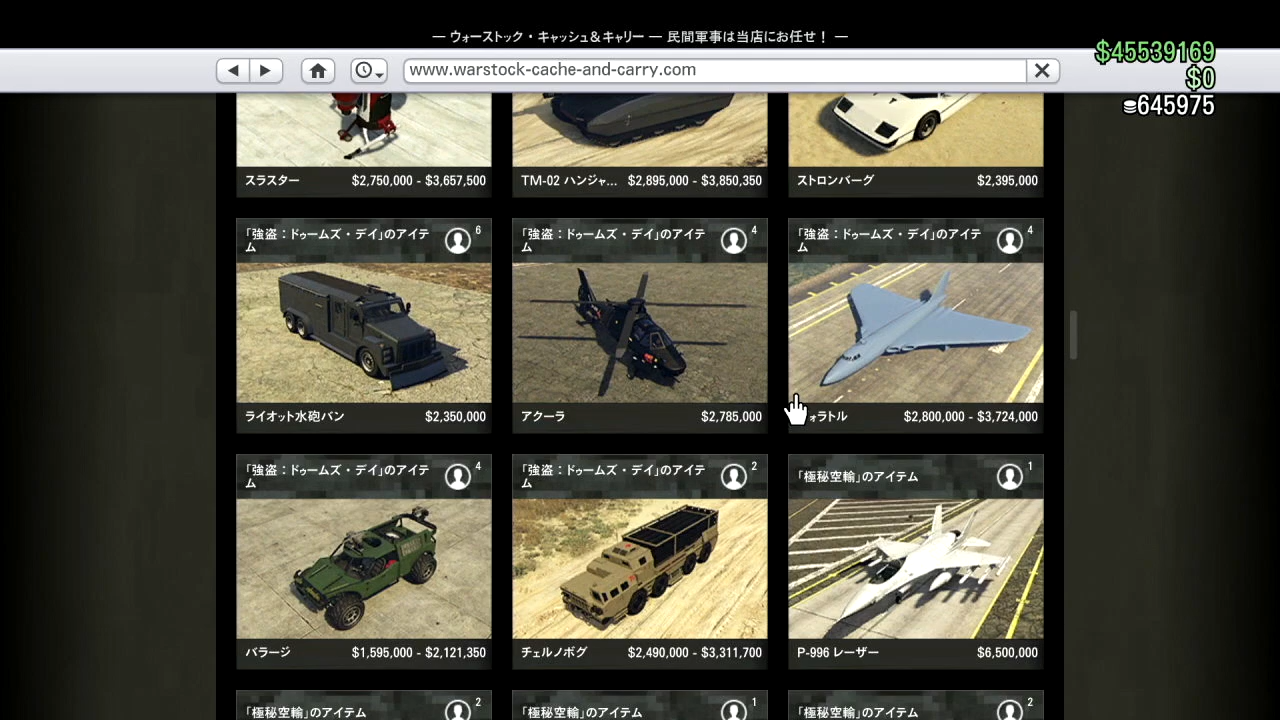 — ウォーストック・キャッシュ＆キャリー — 民間軍事は当店にお任せ！ —
$45539169
www.warstock-cache-and-carry.com
$0
645975
スラスター $2,750,000 - $3,657,500
TM-02 ハンジャ... $2,895,000 - $3,850,350
ストロンバーグ $2,395,000
「強盗：ドゥームズ・デイ」のアイテ
ム
6
「強盗：ドゥームズ・デイ」のアイテ
ム
4
「強盗：ドゥームズ・デイ」のアイテ
ム
4
ライオット水砲バン $2,350,000
アクーラ $2,785,000
ォラトル $2,800,000 - $3,724,000
「強盗：ドゥームズ・デイ」のアイテ
ム
4
「強盗：ドゥームズ・デイ」のアイテ
ム
2
「極秘空輸」のアイテム
1
バラージ $1,595,000 - $2,121,350
チェルノボグ $2,490,000 - $3,311,700
P-996 レーザー $6,500,000
「極秘空輸」のアイテム
2
「極秘空輸」のアイテム
1
「極秘空輸」のアイテム
2